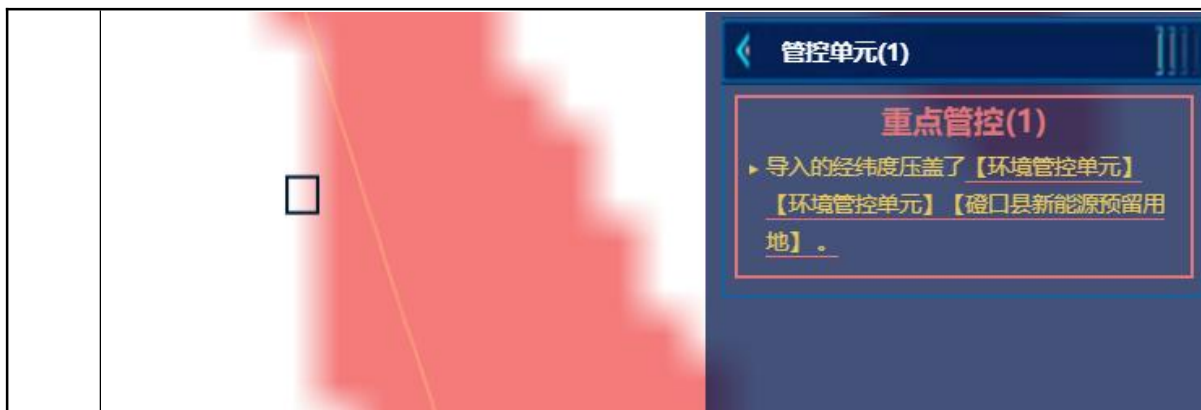 管控单元(1)
重点管控(1)
导入的经纬度压盖了【环境管控单元】
【环境管控单元】【磴口县新能源预留用
地】 。